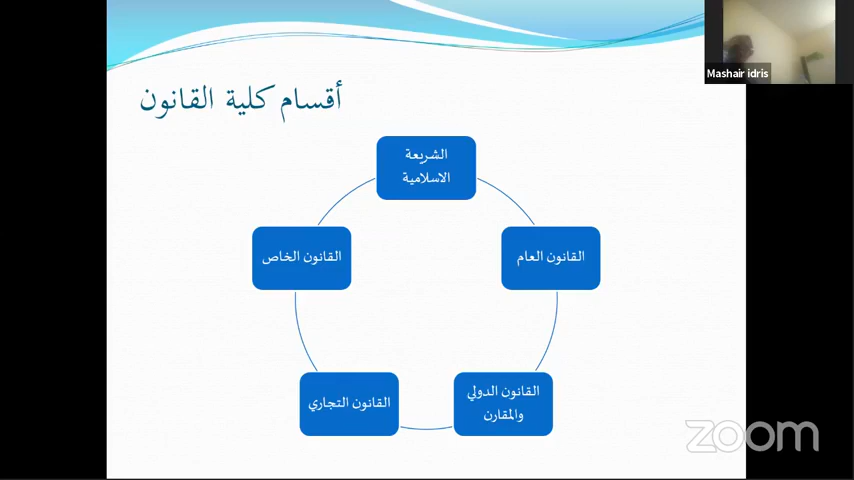 Mashair idris
أقسام كلية القانون
الشريعة
الاسلامية
القانون العام
القانون الدولي
والمقارن
القانون التجاري
القانون الخاص
zoom